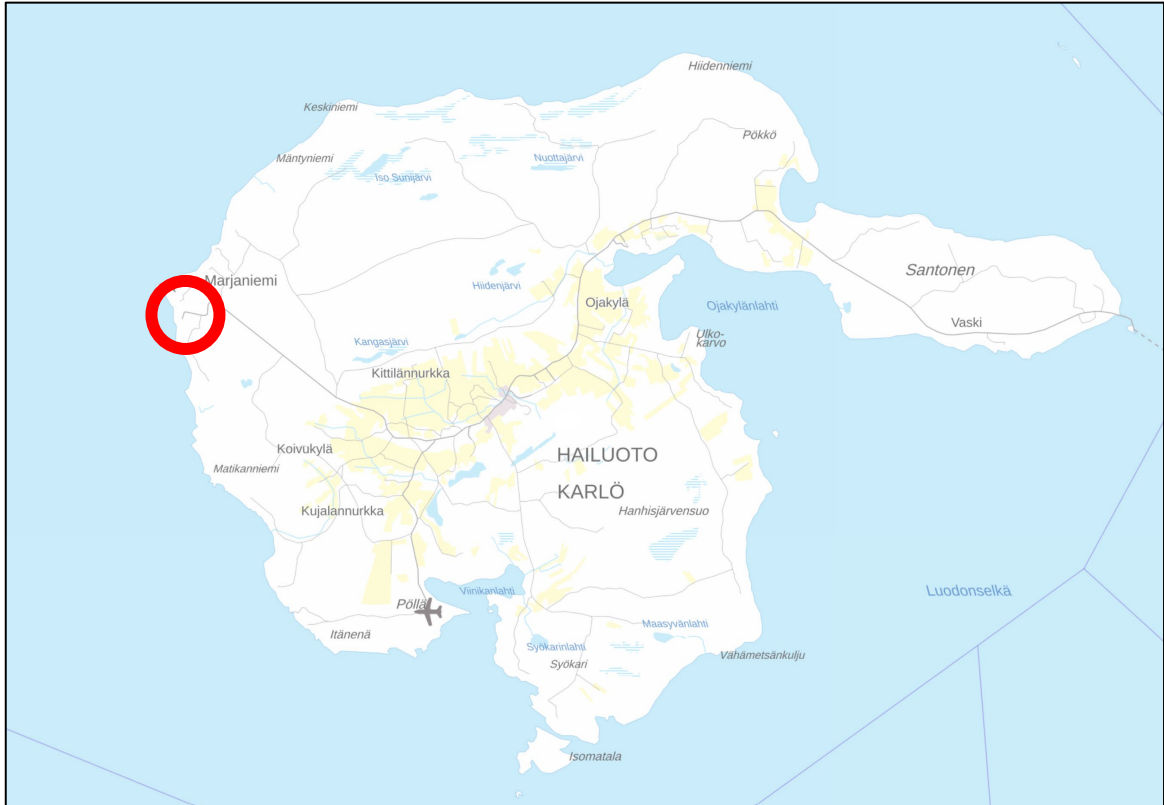 Hiidenniemi
Keskiniemi
Pökkö
Mäntyniemi
Nuottajärvi
Iso Sunijärvi
Marjaniemi
Santonen
Hiidenjärvi
Ojakylä
Ojakylänlahti
Vaski
Ulko-
karvo
Kangasjärvi
Kittilännurkka
Koivukylä
HAILUOTO
Matikanniemi
KARLÖ
Kujalannurkka
Hanhisjärvensuo
Viinikanlahti
Luodonselkä
Pöllä
Maasyvänlahti
Itänenä
Syökarinlahti
Vähämetsänkulju
Syökari
Isomatala